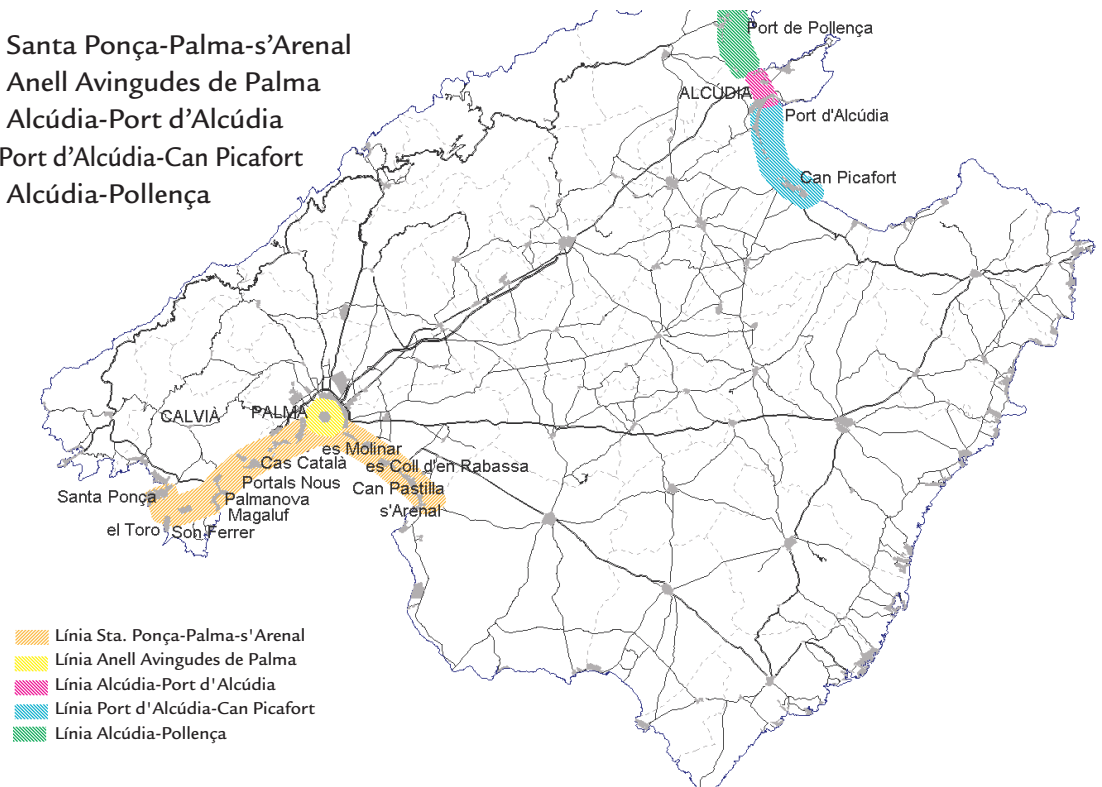 Santa Ponça-Palma-s’Arenal
Anell Avingudes de Palma
Alcúdia-Port d’Alcúdia
Port d’Alcúdia-Can Picafort
Alcúdia-Pollença
Port de Pollença
ALCÚDIA
Port d'Alcúdia
Can Picafort
CALVIÀ
PALMA
es Molinar
Cas Català
es Coll d'en Rabassa
Portals Nous
Can Pastilla
Santa Ponça
Palmanova
s'Arenal
Magaluf
el Toro
Son Ferrer
Línia Sta. Ponça-Palma-s'Arenal
Línia Anell Avingudes de Palma
Línia Alcúdia-Port d'Alcúdia
Línia Port d'Alcúdia-Can Picafort
Línia Alcúdia-Pollença